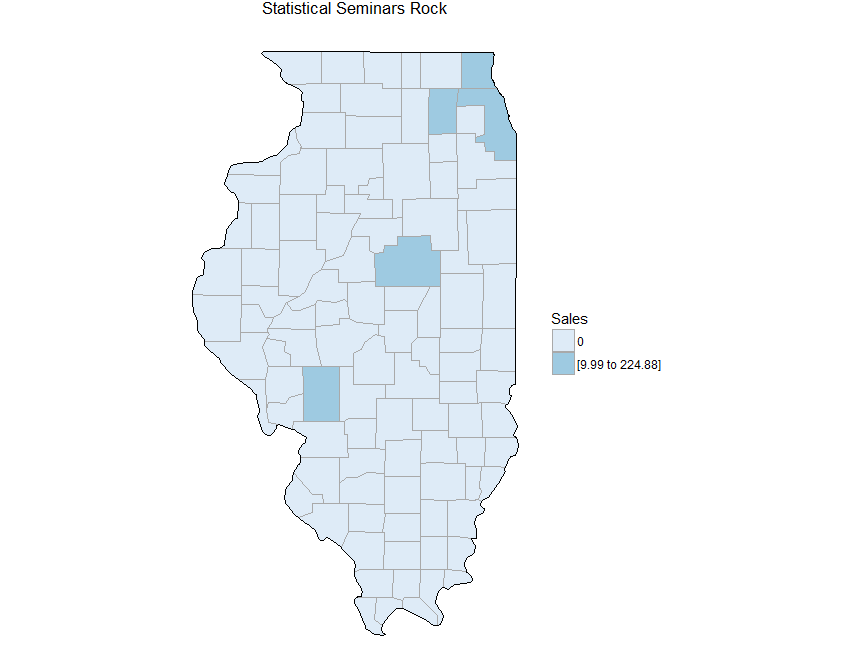 Statistical Seminars Rock
Sales
0
[9.99 to 224.88]